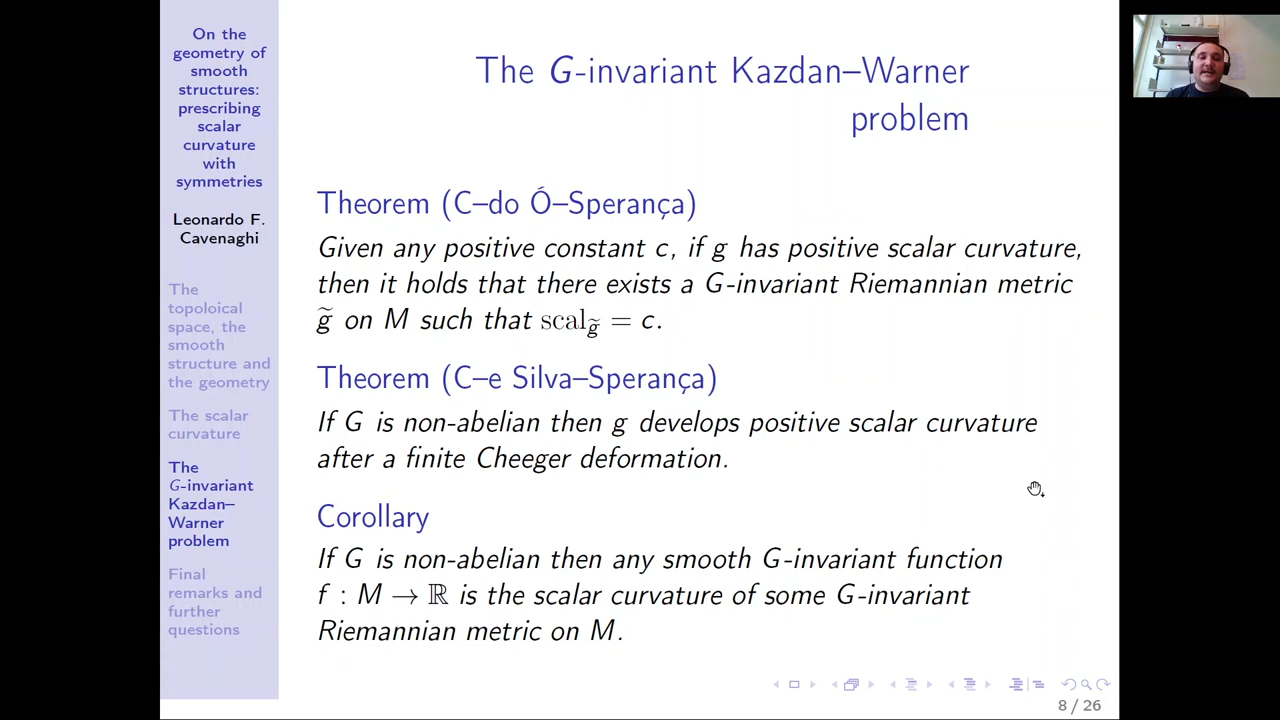 On the
geometry of
smooth
structures:
prescribing
scalar
curvature
with
symmetries
Leonardo F.
Cavenaghi
The
topoloical
space, the
smooth
structure and
the geometry
The scalar
curvature
The
G-invariant
Kazdan–
Warner
problem
Final
remarks and
further
questions
The G-invariant Kazdan–Warner
problem
Theorem (C–do Ó–Sperança)
Given any positive constant c, if g has positive scalar curvature,
then it holds that there exists a G-invariant Riemannian metric
g̃ on M such that scal_g̃ = c.
Theorem (C–e Silva–Sperança)
If G is non-abelian then g develops positive scalar curvature
after a finite Cheeger deformation.
Corollary
If G is non-abelian then any smooth G-invariant function
f : M → ℝ is the scalar curvature of some G-invariant
Riemannian metric on M.
8 / 26